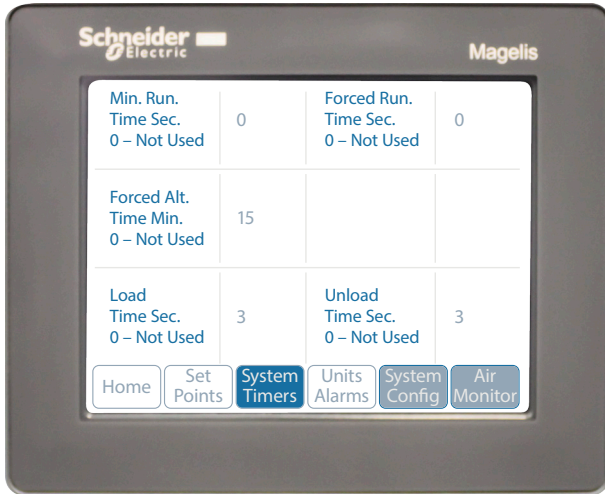 Schneider
Electric
Magelis
Min. Run.
Time Sec.
0 – Not Used
0
Forced Run.
Time Sec.
0 – Not Used
0
Forced Alt.
Time Min.
0 – Not Used
15
Load
Time Sec.
0 – Not Used
3
Unload
Time Sec.
0 – Not Used
3
Home
Set
Points
System
Timers
Units
Alarms
System
Config
Air
Monitor